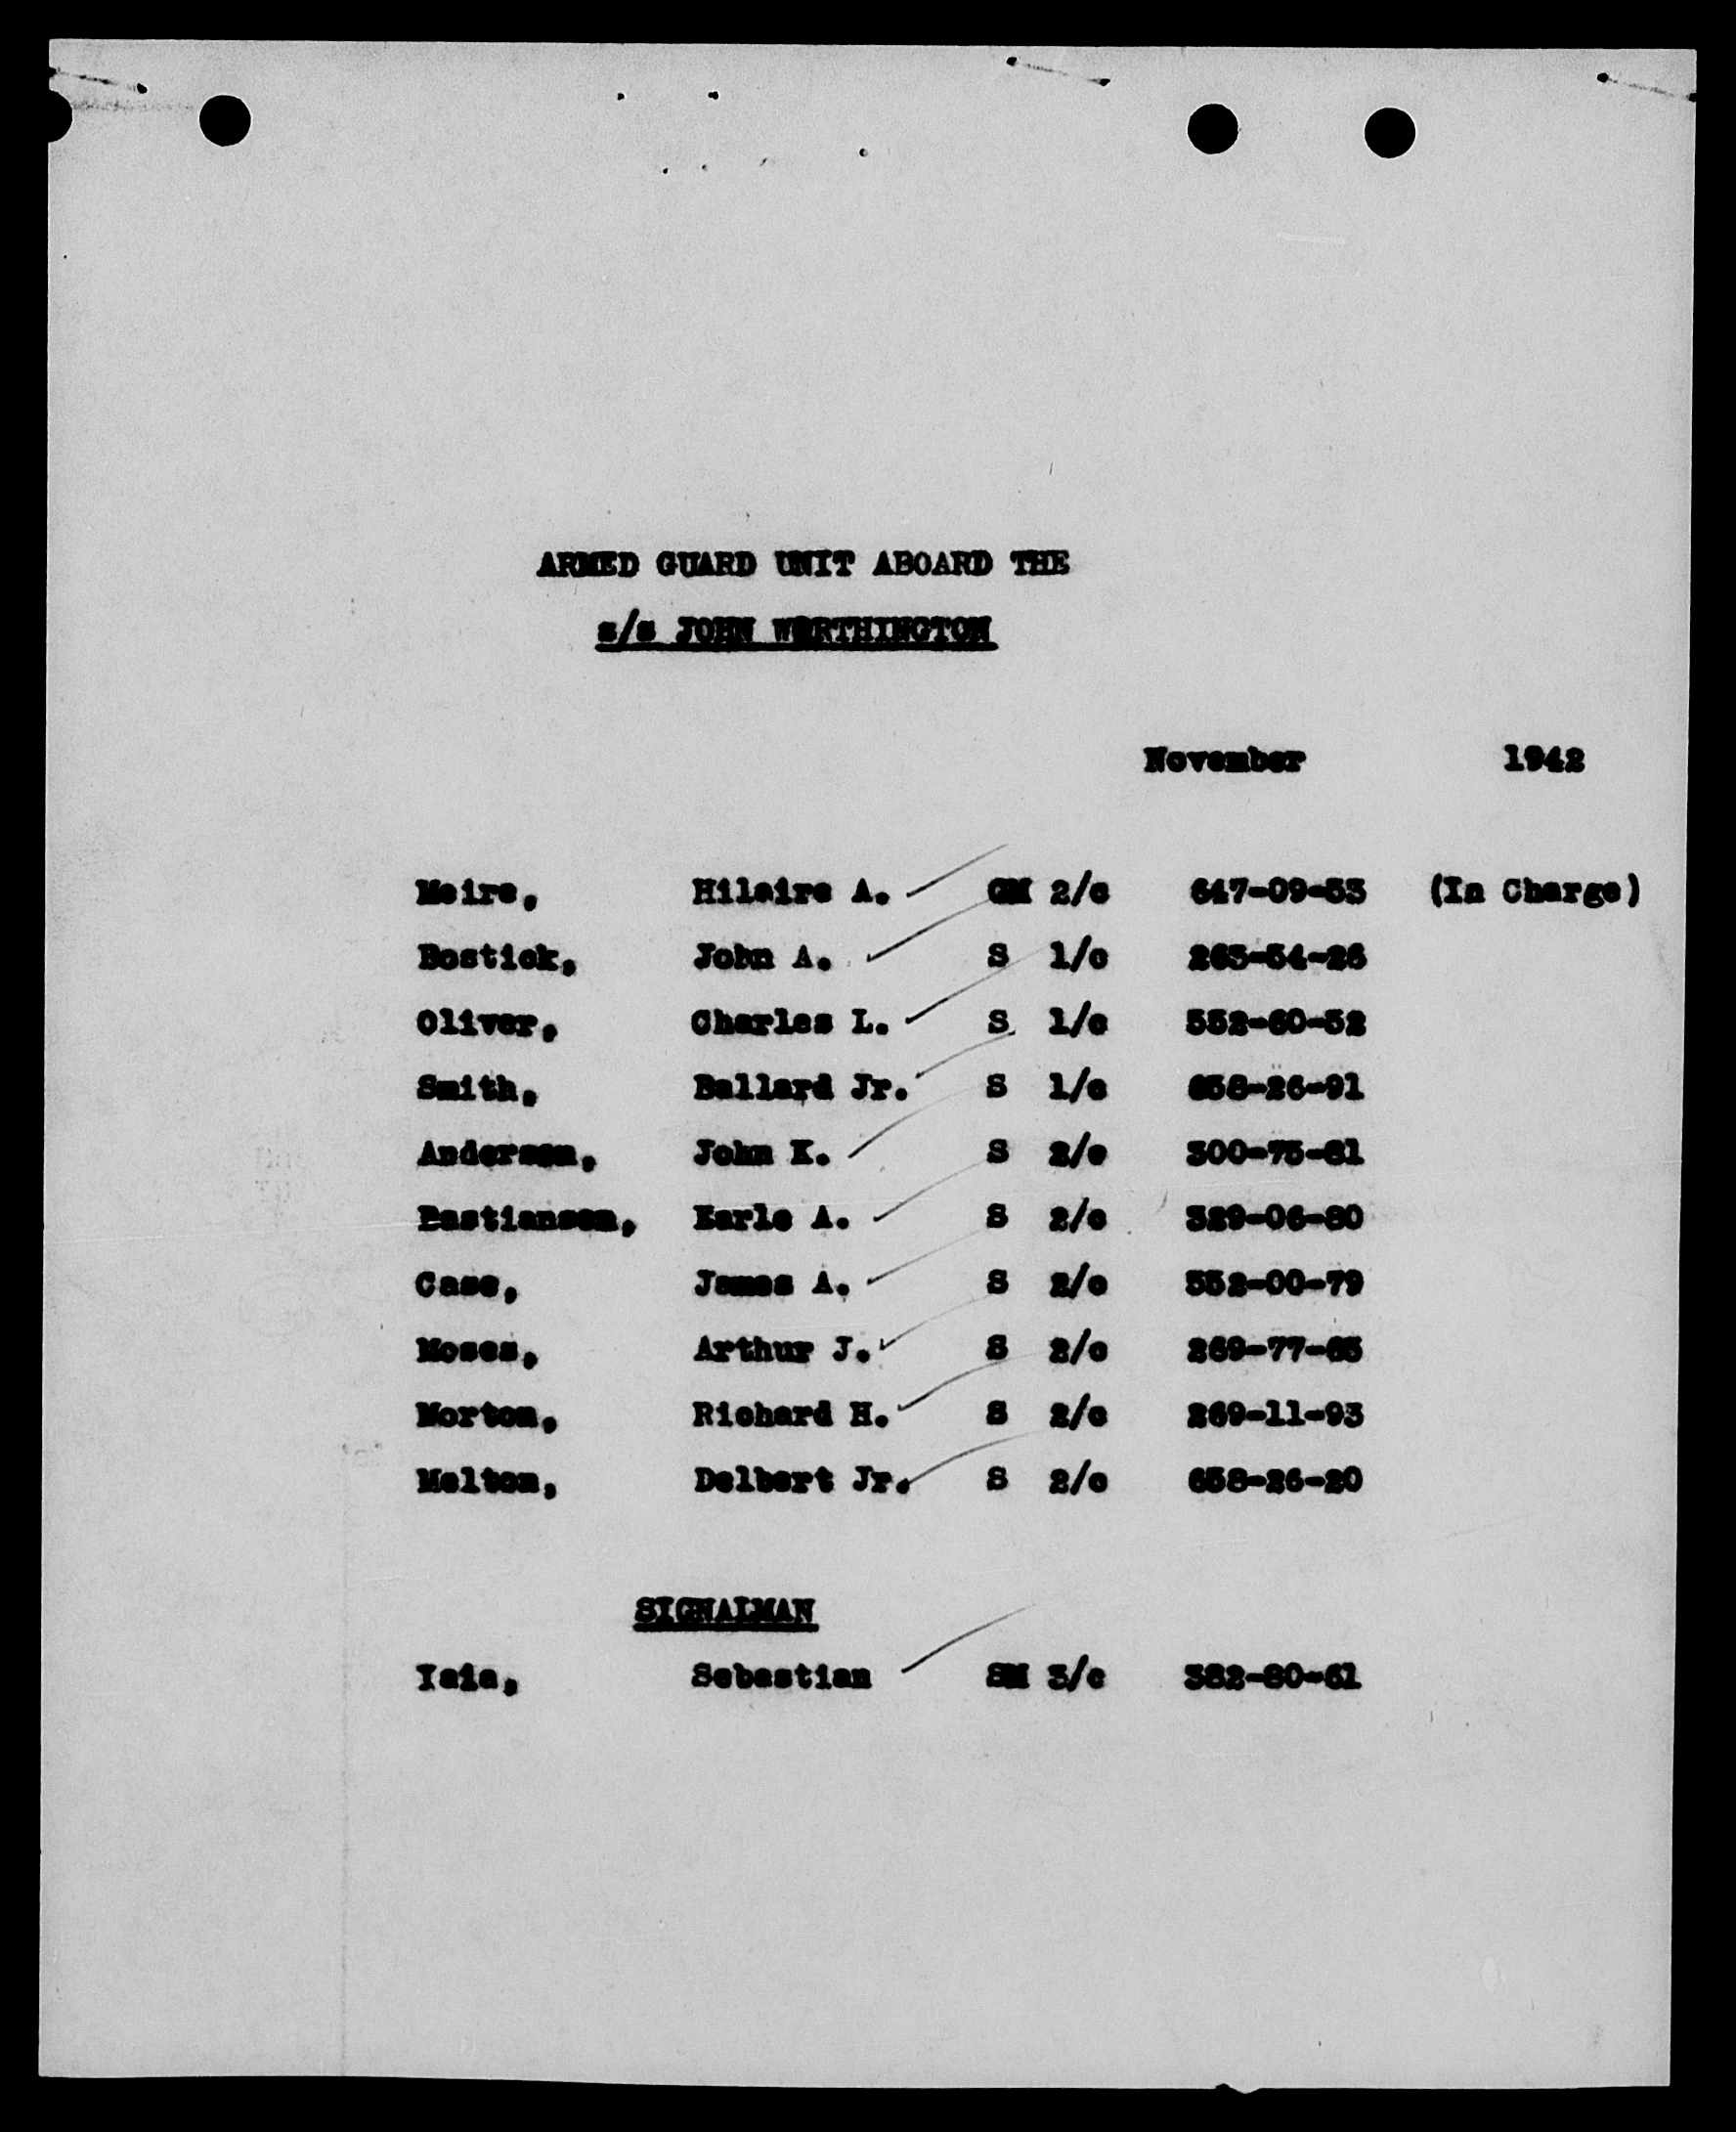 ARMED GUARD UNIT ABOARD THE
s/s JOHN WORTHINGTON
November 1942
Meire, Hilaire A. GM 2/c 647-09-53 (In Charge)
Bostick, John A. S 1/c 263-54-26
Oliver, Charles L. S 1/c 552-60-52
Smith, Ballard Jr. S 1/c 658-26-91
Anderson, John K. S 2/c 300-75-81
Bastiansen, Earle A. S 2/c 329-06-80
Case, James A. S 2/c 552-00-79
Moses, Arthur J. S 2/c 269-77-65
Morton, Richard H. S 2/c 269-11-93
Melton, Delbert Jr. S 2/c 658-26-20
SIGNALMAN
Sebastian SM 3/c 382-80-61